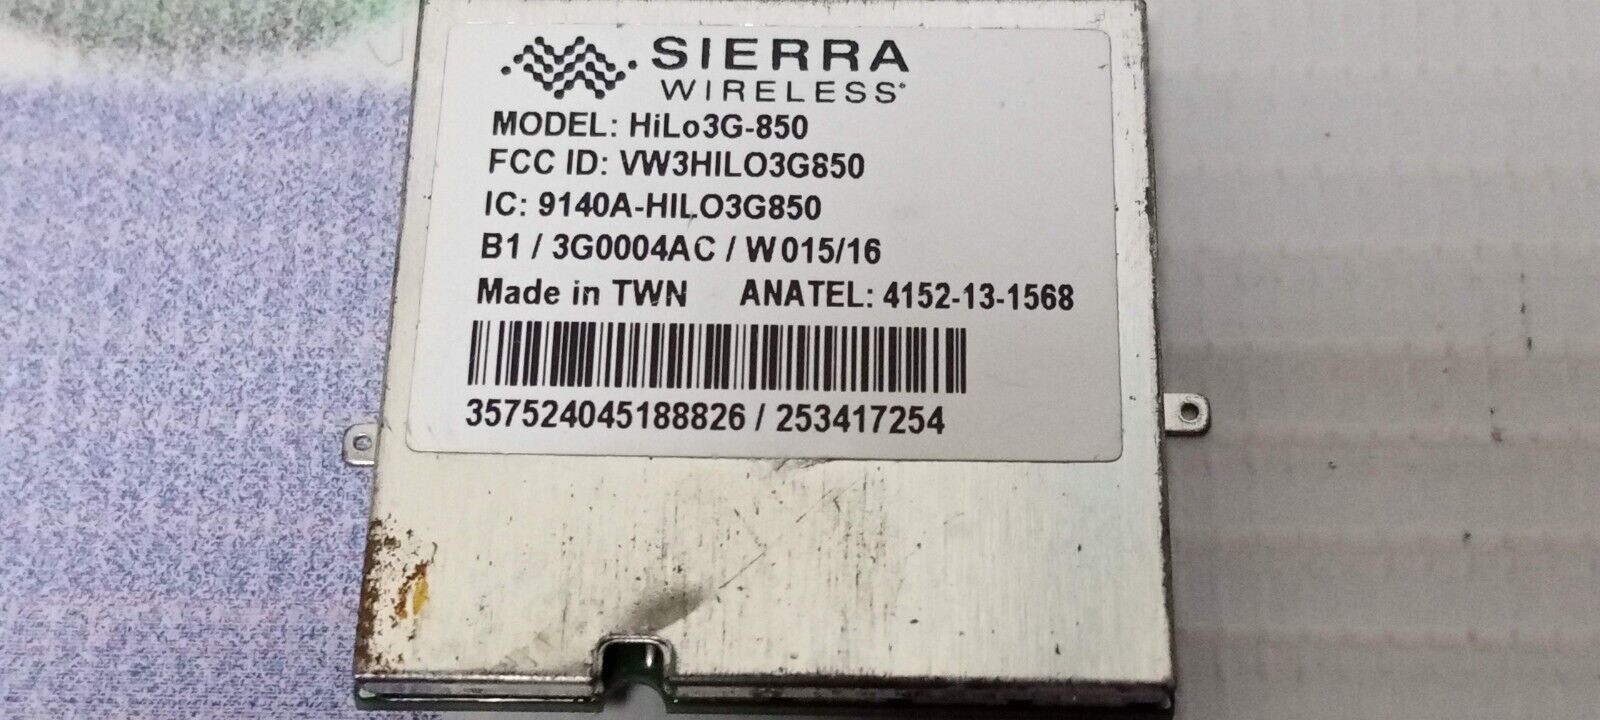 SIERRA
WIRELESS®
MODEL: HiLo3G-850
FCC ID: VW3HILO3G850
IC: 9140A-HILO3G850
B1 / 3G0004AC / W015/16
Made in TWN ANATEL: 4152-13-1568
357524045188826 / 253417254